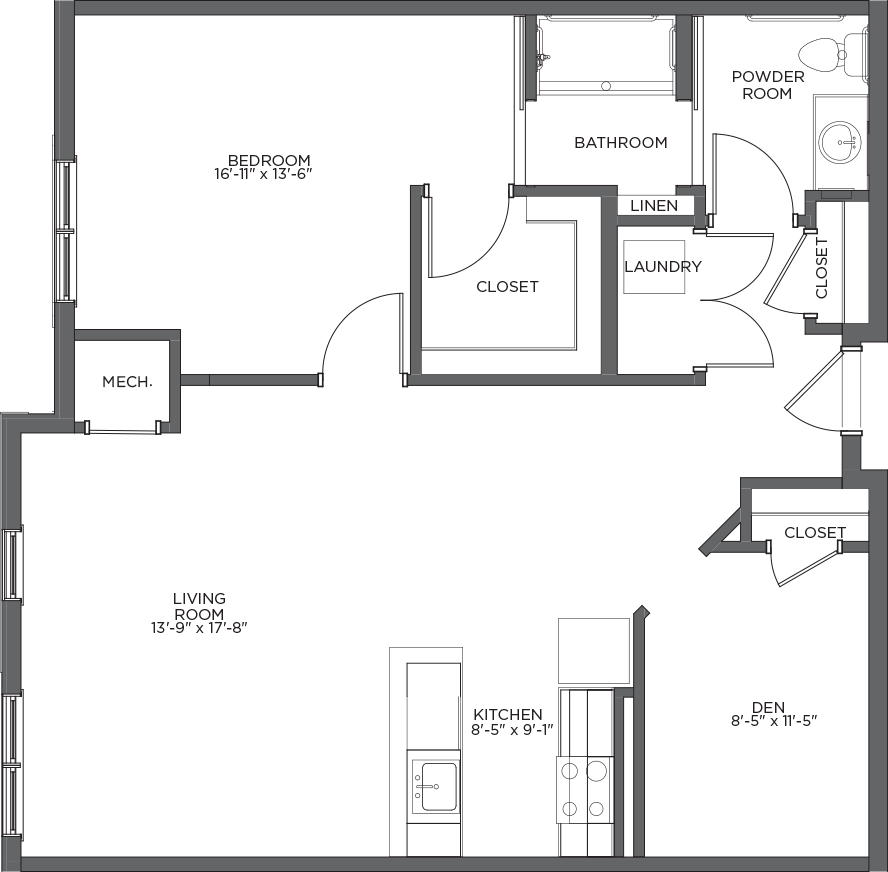 POWDER
ROOM
BATHROOM
BEDROOM
16'-11" x 13'-6"
LINEN
LAUNDRY
CLOSET
CLOSET
MECH.
CLOSET
LIVING
ROOM
13'-9" x 17'-8"
KITCHEN
8'-5" x 9'-1"
DEN
8'-5" x 11'-5"